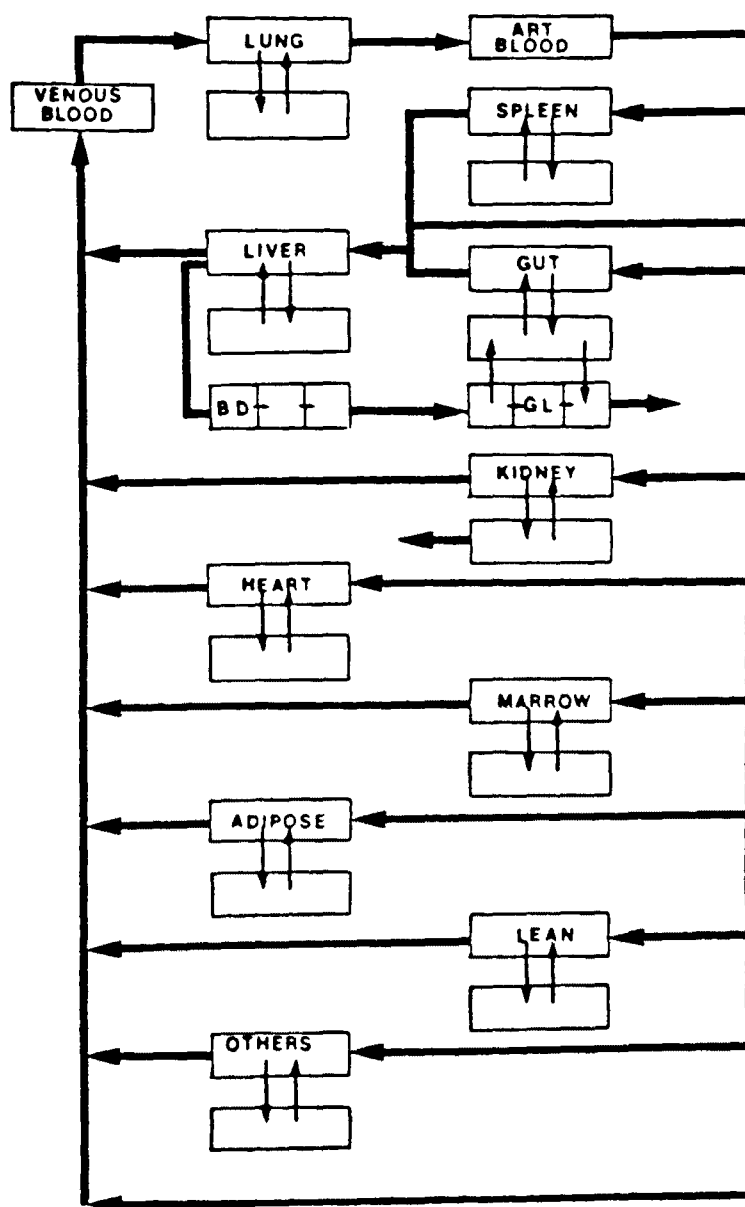 LUNG
ART
BLOOD
VENOUS
BLOOD
SPLEEN
LIVER
GUT
BD
GL
KIDNEY
HEART
MARROW
ADIPOSE
LEAN
OTHERS